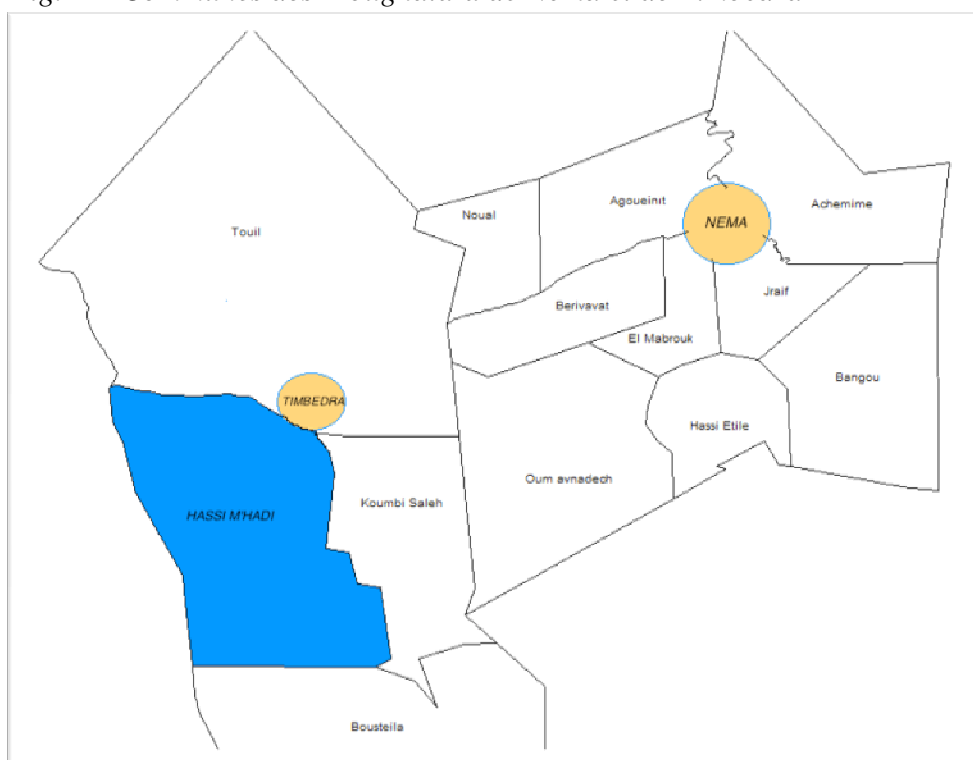 Touil
Noual
Agoueinit
NEMA
Achemime
Berivavat
Jraif
El Mabrouk
Bangou
TIMBEDRA
Hassi Etile
Oum avnadech
Koumbi Saleh
HASSI M'HADI
Bousteila